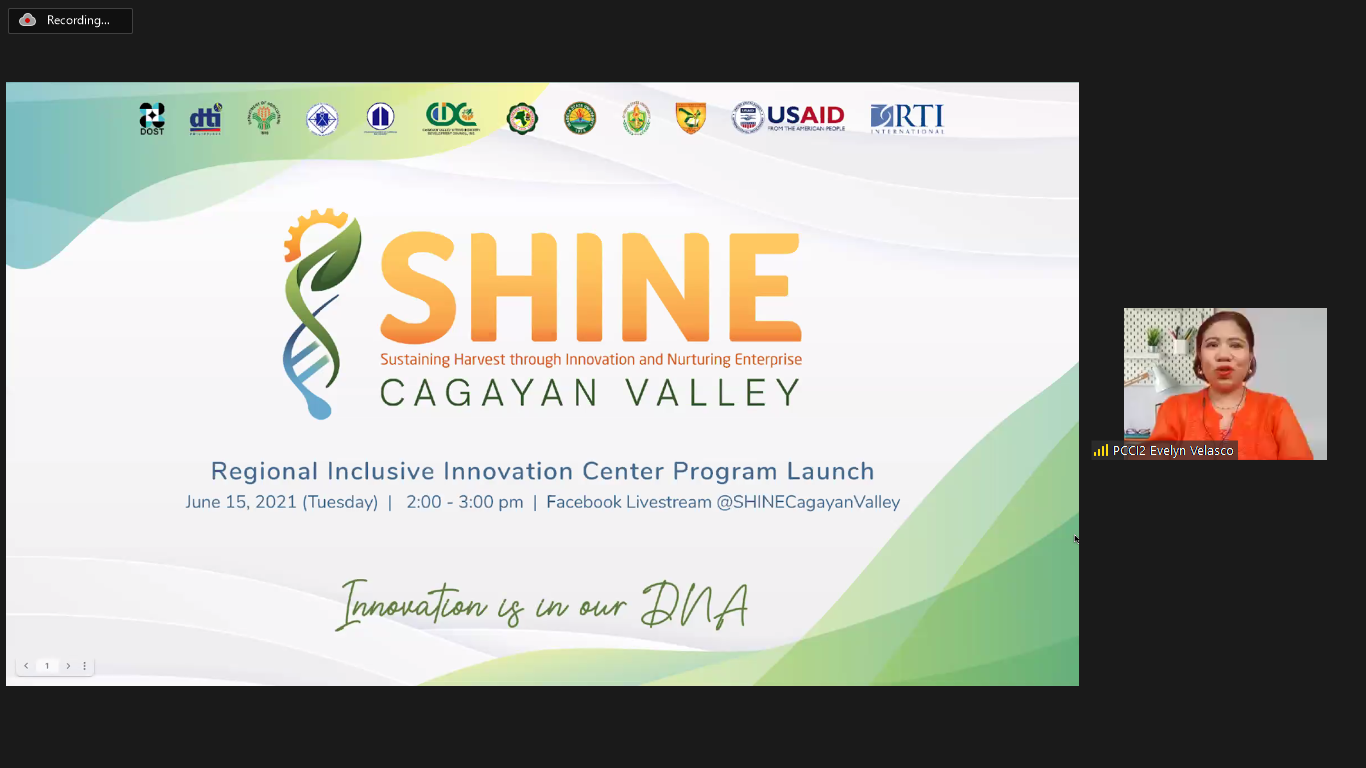 Recording...
DOST
dti
PHILIPPINES
CVIDC
USAID
FROM THE AMERICAN PEOPLE
RTI
INTERNATIONAL
SHINE
Sustaining Harvest through Innovation and Nurturing Enterprise
CAGAYAN VALLEY
Regional Inclusive Innovation Center Program Launch
June 15, 2021 (Tuesday) | 2:00 - 3:00 pm | Facebook Livestream @SHINECagayanValley
Innovation is in our DNA
1
PCCI2 Evelyn Velasco